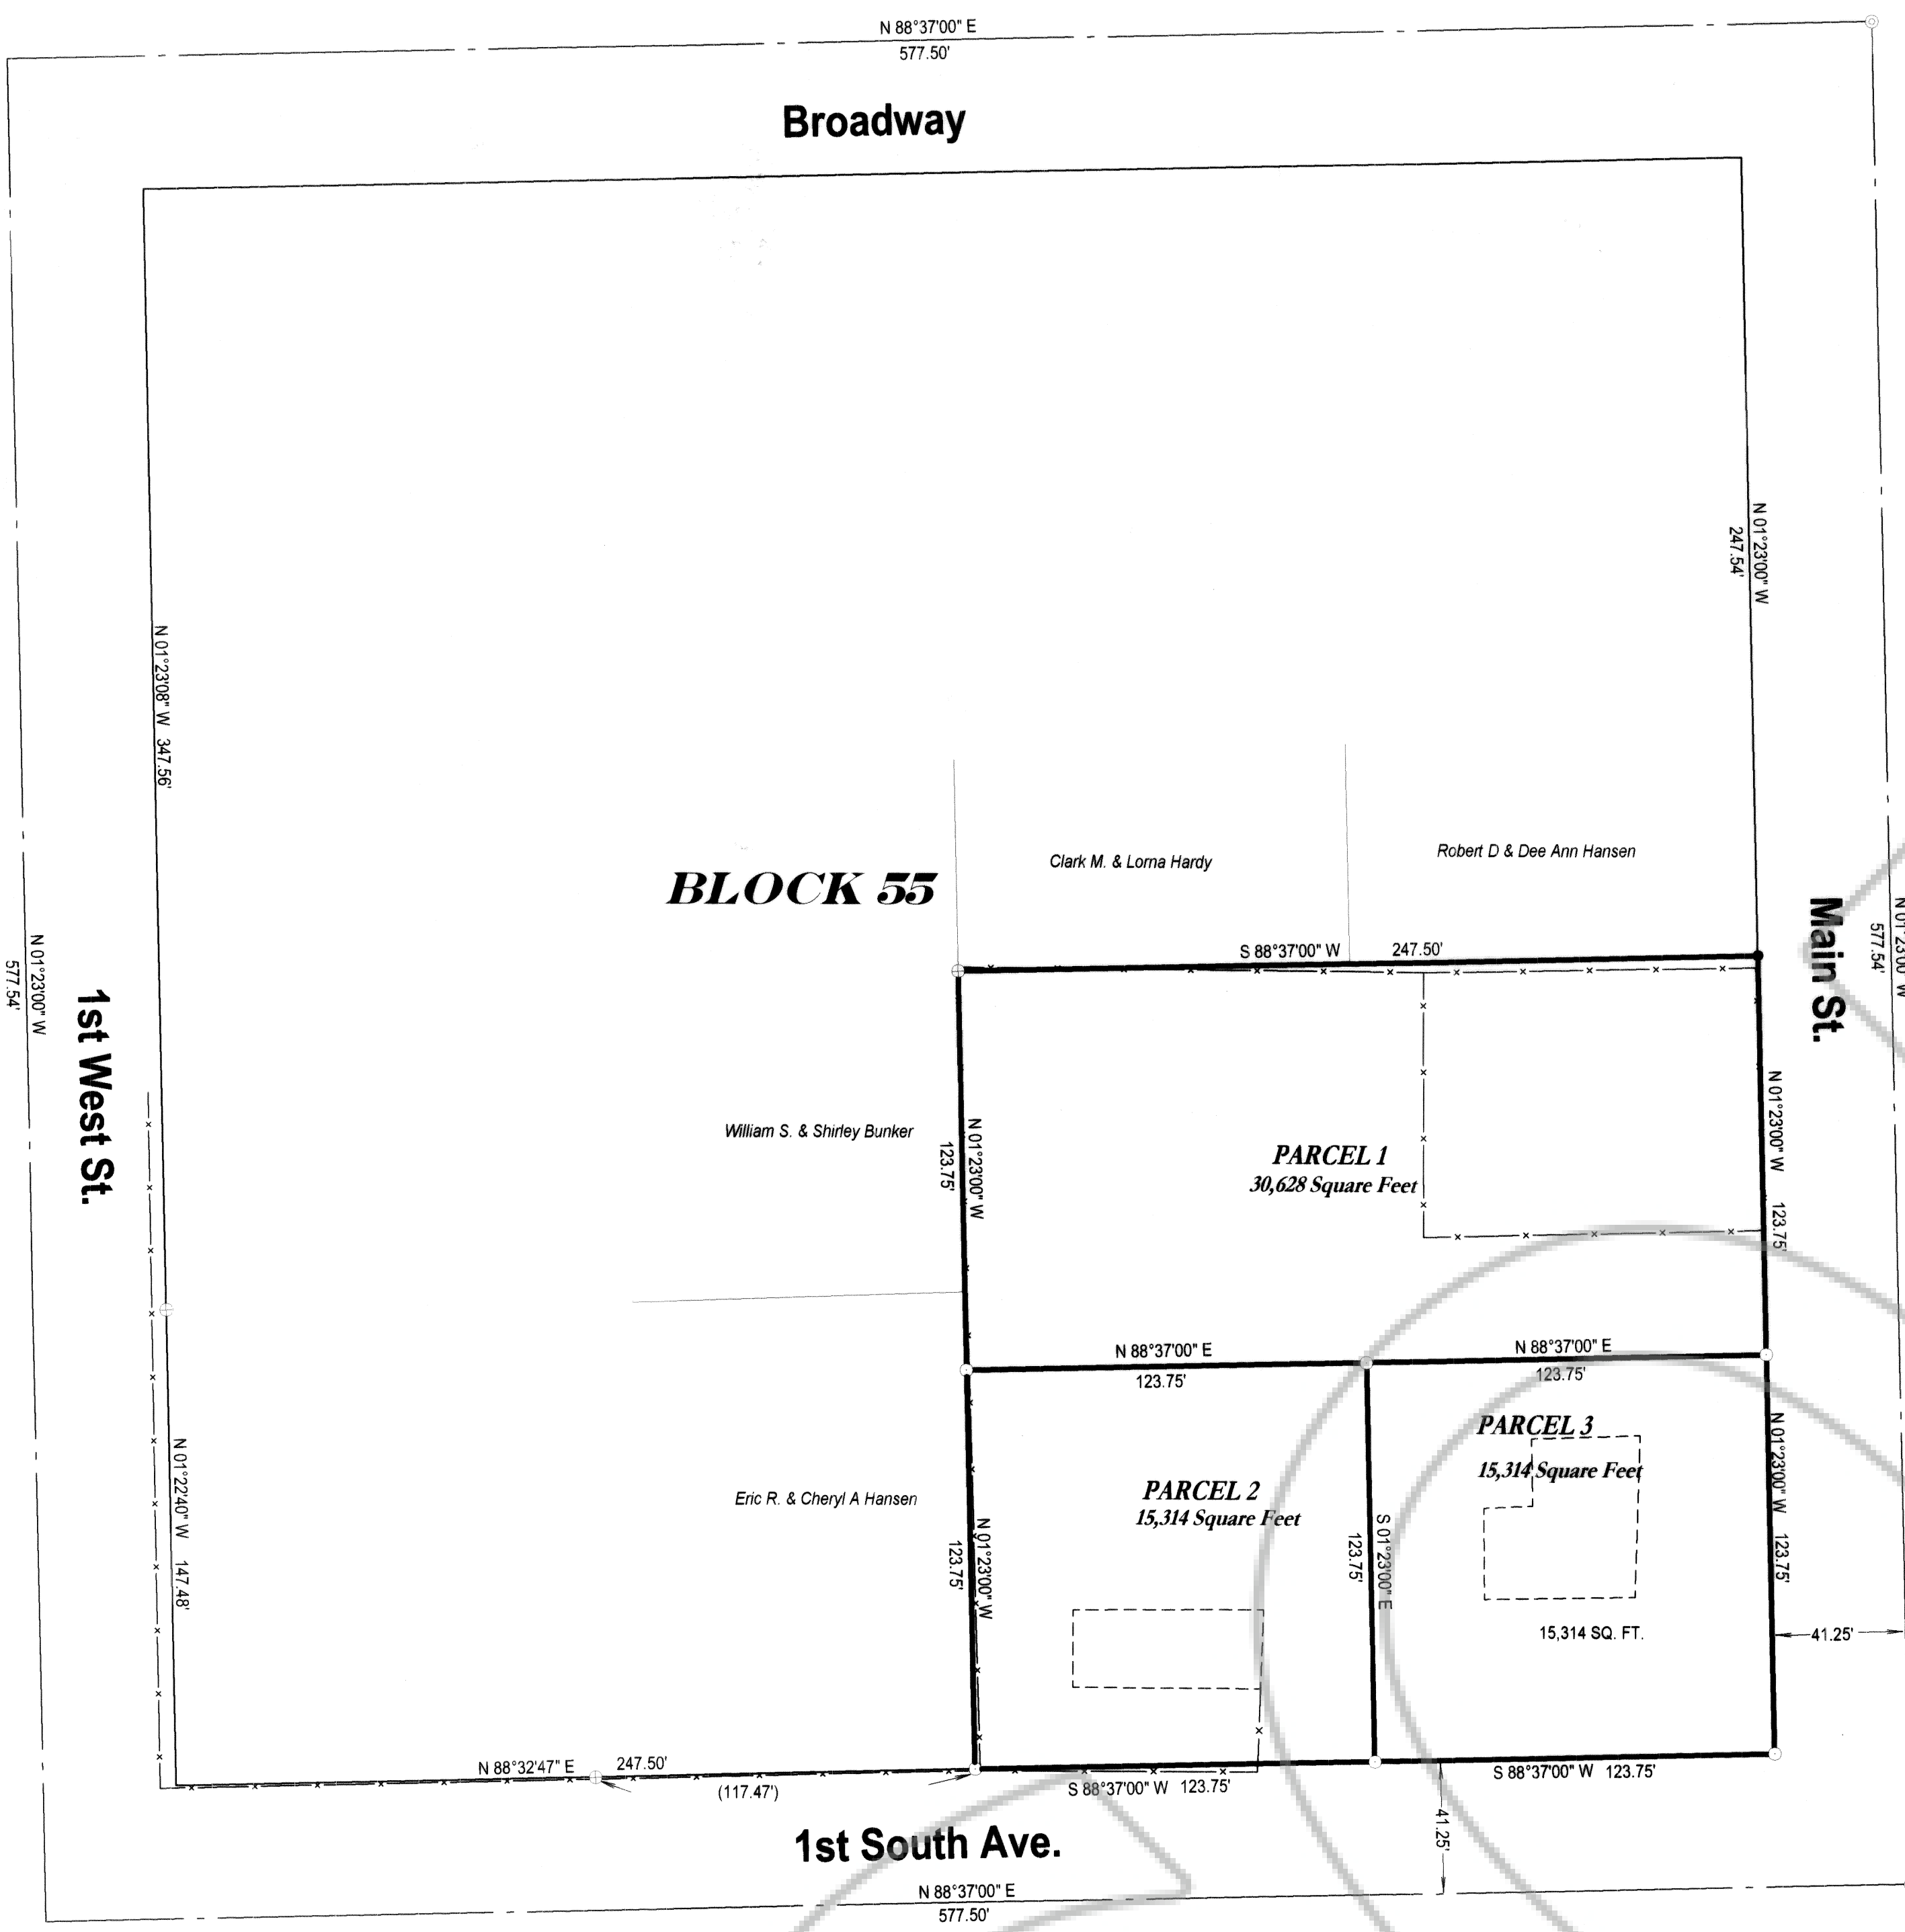 N 88°37'00" E
577.50'
Broadway
N 01°23'00" W
247.54'
N 01°23'08" W 347.56'
Clark M. & Lorna Hardy
Robert D & Dee Ann Hansen
BLOCK 55
S 88°37'00" W 247.50'
Main St.
N 01°23'00" W
577.54'
N 01°23'00" W
577.54'
1st West St.
William S. & Shirley Bunker
N 01°23'00" W
123.75'
PARCEL 1
30,628 Square Feet
N 01°23'00" W 123.75'
N 88°37'00" E
123.75'
N 88°37'00" E
123.75'
N 01°22'40" W 147.48'
Eric R. & Cheryl A Hansen
N 01°23'00" W
123.75'
PARCEL 2
15,314 Square Feet
S 01°23'00" E
123.75'
PARCEL 3
15,314 Square Feet
15,314 SQ. FT.
N 01°23'00" W 123.75'
41.25'
N 88°32'47" E 247.50'
(117.47')
S 88°37'00" W 123.75'
S 88°37'00" W 123.75'
41.25'
1st South Ave.
N 88°37'00" E
577.50'